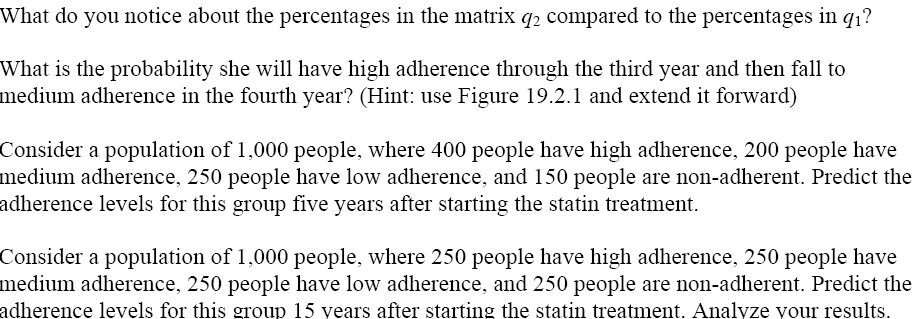 What do you notice about the percentages in the matrix q2 compared to the percentages in q1?
What is the probability she will have high adherence through the third year and then fall to
medium adherence in the fourth year? (Hint: use Figure 19.2.1 and extend it forward)
Consider a population of 1,000 people, where 400 people have high adherence, 200 people have
medium adherence, 250 people have low adherence, and 150 people are non-adherent. Predict the
adherence levels for this group five years after starting the statin treatment.
Consider a population of 1,000 people, where 250 people have high adherence, 250 people have
medium adherence, 250 people have low adherence, and 250 people are non-adherent. Predict the
adherence levels for this group 15 years after starting the statin treatment. Analyze your results.